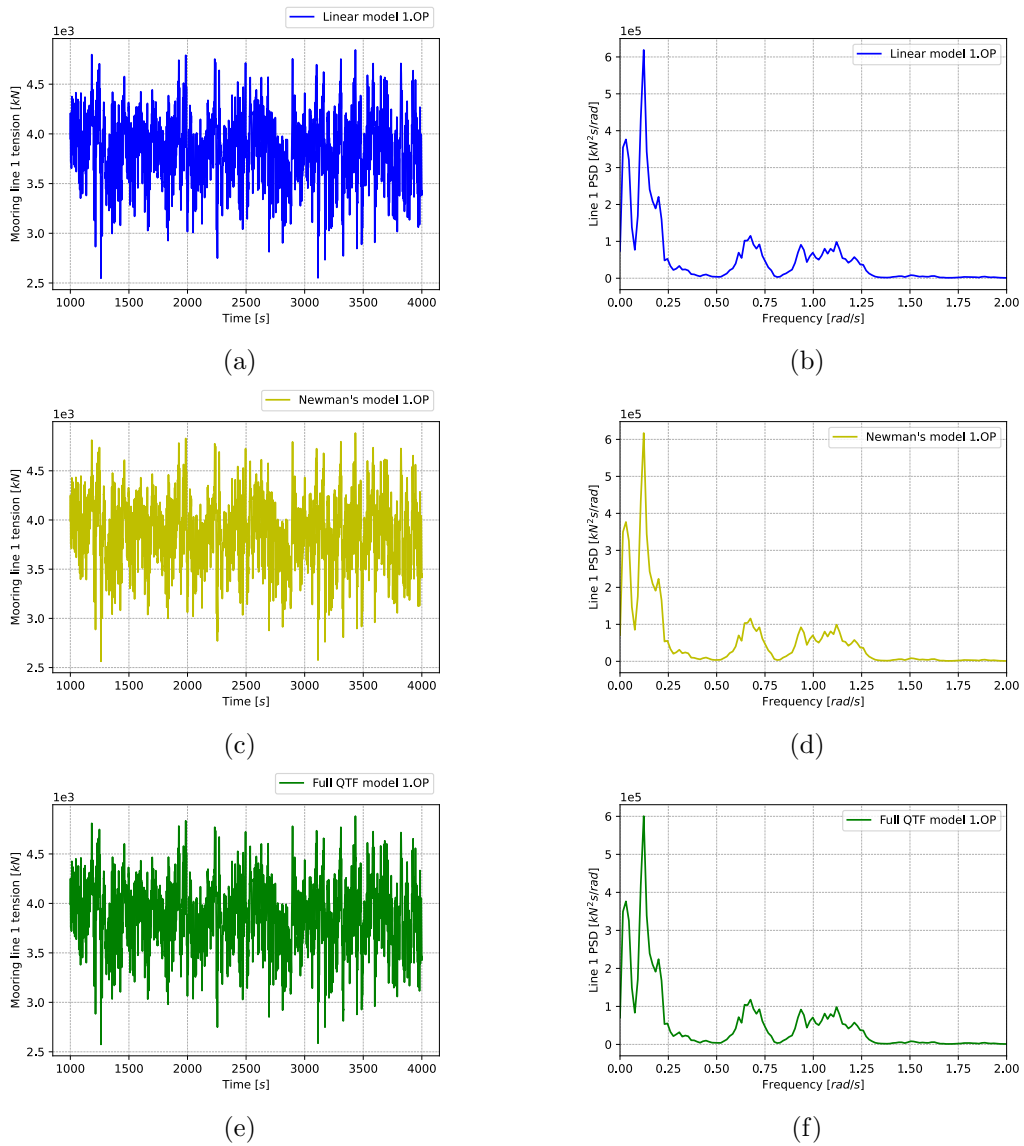 Linear model 1.OP
1e3
Mooring line 1 tension [kN]
4.5
4.0
3.5
3.0
2.5
1000 1500 2000 2500 3000 3500 4000
Time [s]
(a)
1e5
Linear model 1.OP
Line 1 PSD [kN²s/rad]
6
5
4
3
2
1
0
0.00 0.25 0.50 0.75 1.00 1.25 1.50 1.75 2.00
Frequency [rad/s]
(b)
Newman's model 1.OP
1e3
Mooring line 1 tension [kN]
4.5
4.0
3.5
3.0
2.5
1000 1500 2000 2500 3000 3500 4000
Time [s]
(c)
1e5
Newman's model 1.OP
Line 1 PSD [kN²s/rad]
6
5
4
3
2
1
0
0.00 0.25 0.50 0.75 1.00 1.25 1.50 1.75 2.00
Frequency [rad/s]
(d)
Full QTF model 1.OP
1e3
Mooring line 1 tension [kN]
4.5
4.0
3.5
3.0
2.5
1000 1500 2000 2500 3000 3500 4000
Time [s]
(e)
1e5
Full QTF model 1.OP
Line 1 PSD [kN²s/rad]
6
5
4
3
2
1
0
0.00 0.25 0.50 0.75 1.00 1.25 1.50 1.75 2.00
Frequency [rad/s]
(f)